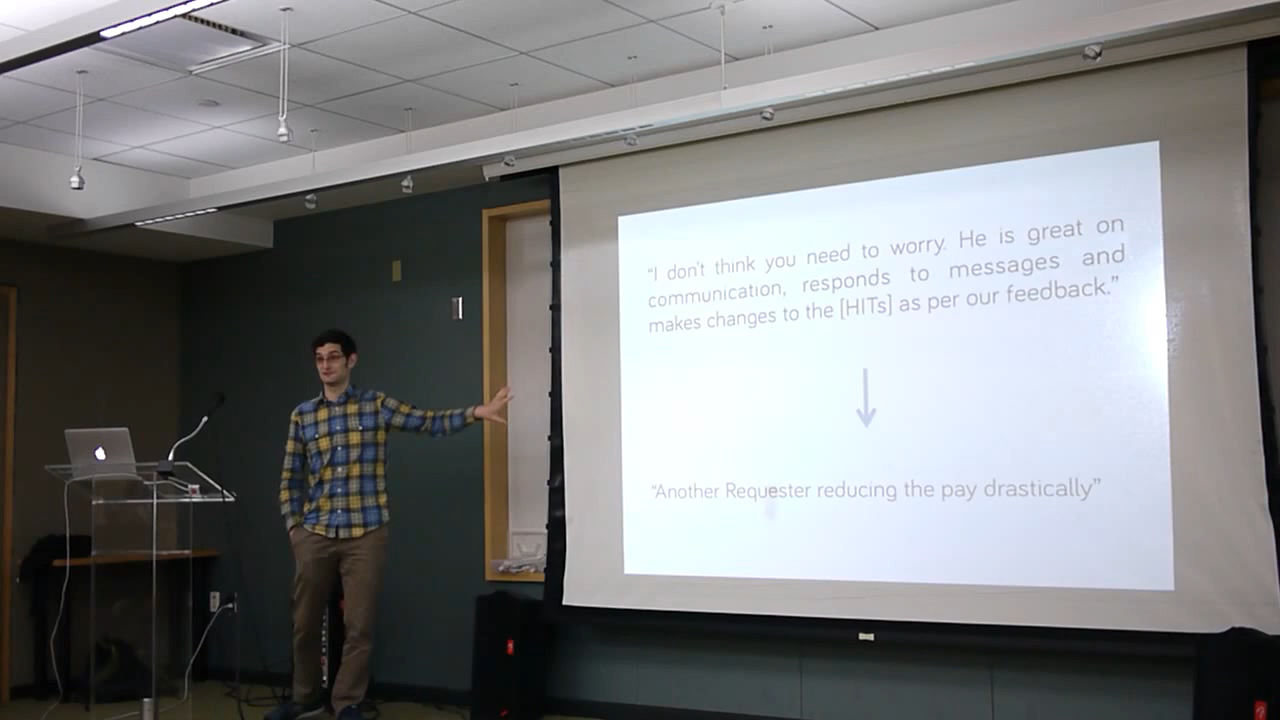 “I don't think you need to worry. He is great on
communication, responds to messages and
makes changes to the [HITs] as per our feedback.”
“Another Requester reducing the pay drastically”